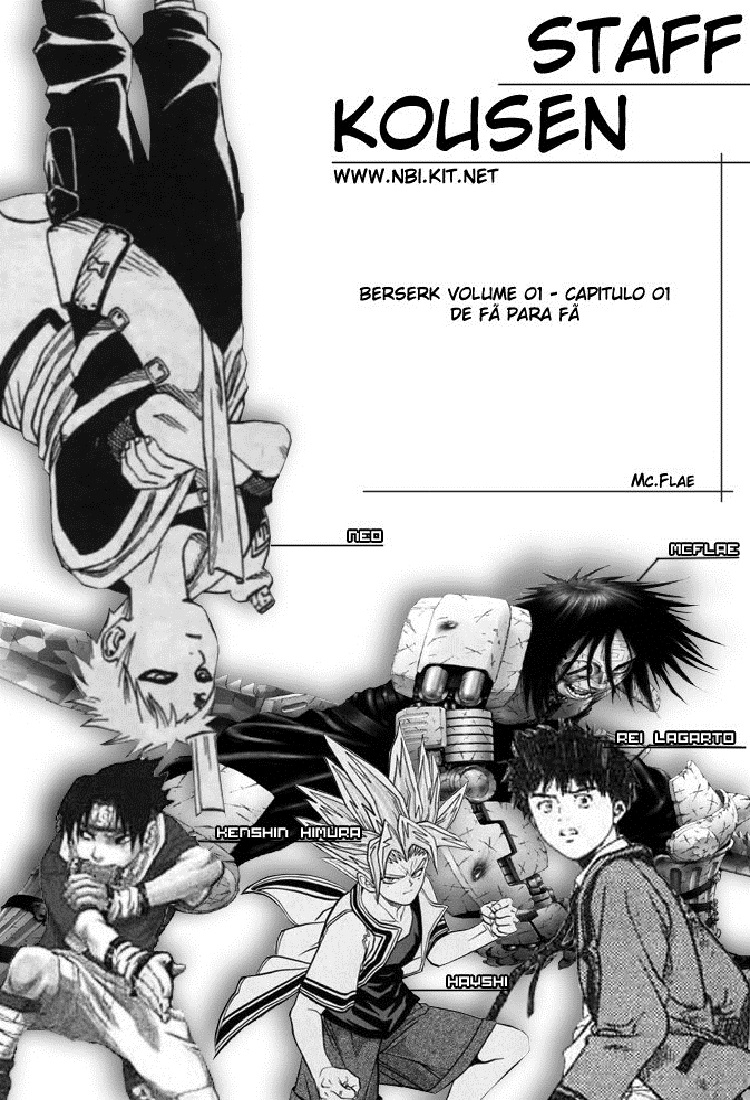 STAFF
KOUSEN
WWW.NBI.KIT.NET
BERSERK VOLUME 01 - CAPITULO 01
DE FÃ PARA FÃ
MC.FLAE
NEO
MCFLAE
REI LAGARTO
KENSHIN HIMURA
HAYSHI